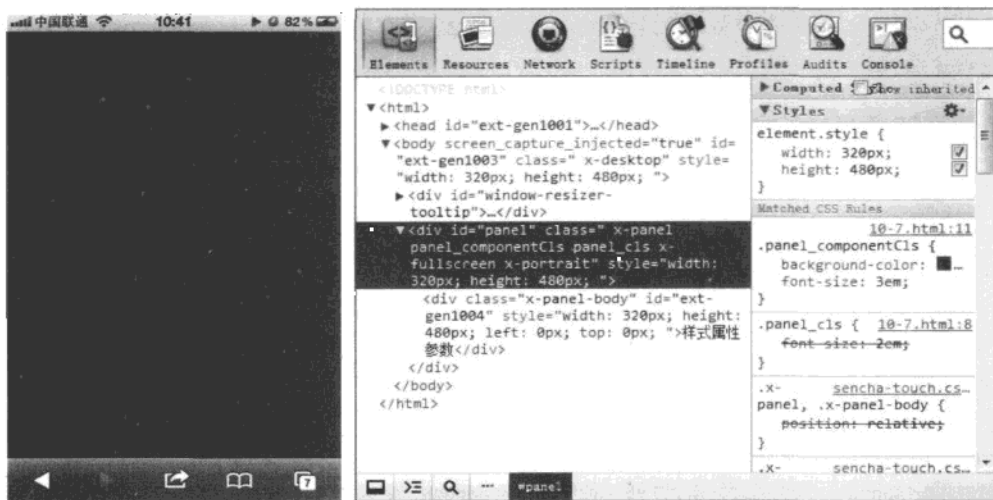 中国联通 10:41 82%
7
Elements Resources Network Scripts Timeline Profiles Audits Console
<!DOCTYPE html>
▼<html>
▶<head id="ext-gen1001">…</head>
▼<body screen_capture_injected="true" id=
"ext-gen1003" class=" x-desktop" style=
"width: 320px; height: 480px; ">
▶<div id="window-resizer-
tooltip">…</div>
▼<div id="panel" class=" x-panel
panel_componentCls panel_cls x-
fullscreen x-portrait" style="width:
320px; height: 480px; ">
<div class="x-panel-body" id="ext-
gen1004" style="width: 320px; height:
480px; left: 0px; top: 0px; ">样式属性
参数</div>
</div>
</body>
</html>
#panel
▶Computed Show inherited
▼Styles
element.style {
width: 320px;
height: 480px;
}
Matched CSS Rules
10-7.html:11
.panel_componentCls {
background-color: …
font-size: 3em;
}
.panel_cls { 10-7.html:8
font-size: 2em;
}
.x- sencha-touch.cs…
panel, .x-panel-body {
position: relative;
}
.x- sencha-touch.cs…